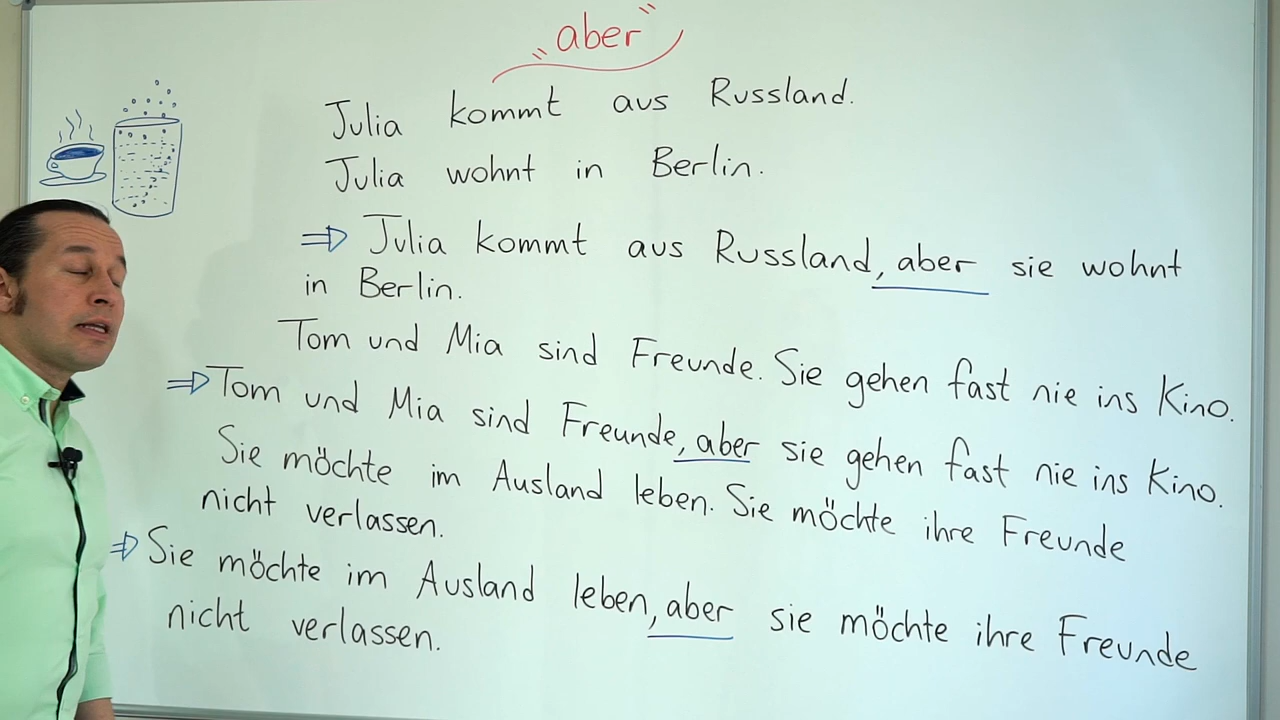 „aber”
Julia kommt aus Russland.
Julia wohnt in Berlin.
⇒ Julia kommt aus Russland, aber sie wohnt
in Berlin.
Tom und Mia sind Freunde. Sie gehen fast nie ins Kino.
⇒ Tom und Mia sind Freunde, aber sie gehen fast nie ins Kino.
Sie möchte im Ausland leben. Sie möchte ihre Freunde
nicht verlassen.
⇒ Sie möchte im Ausland leben, aber sie möchte ihre Freunde
nicht verlassen.